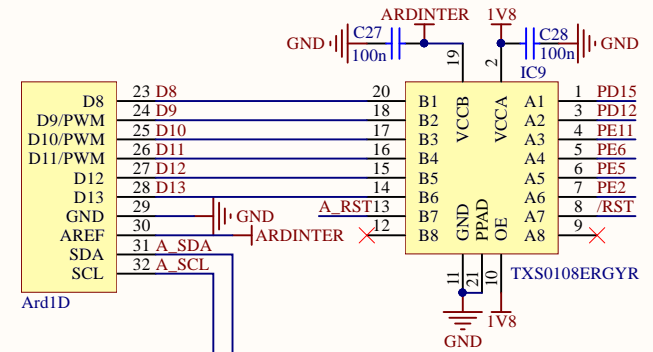 ARDINTER 1V8
GND C27 100n C28 100n GND
19 2 IC9
D8 23 D8 20 B1 VCCB VCCA A1 1 PD15
D9/PWM 24 D9 18 B2 A2 3 PD12
D10/PWM 25 D10 17 B3 A3 4 PE11
D11/PWM 26 D11 16 B4 A4 5 PE6
D12 27 D12 15 B5 A5 6 PE5
D13 28 D13 14 B6 A6 7 PE2
GND 29 GND A_RST 13 B7 GND PPAD OE A7 8 /RST
AREF 30 ARDINTER 12 B8 A8 9
SDA 31 A_SDA
SCL 32 A_SCL 11 21 10 TXS0108ERGYR
Ard1D
1V8
GND